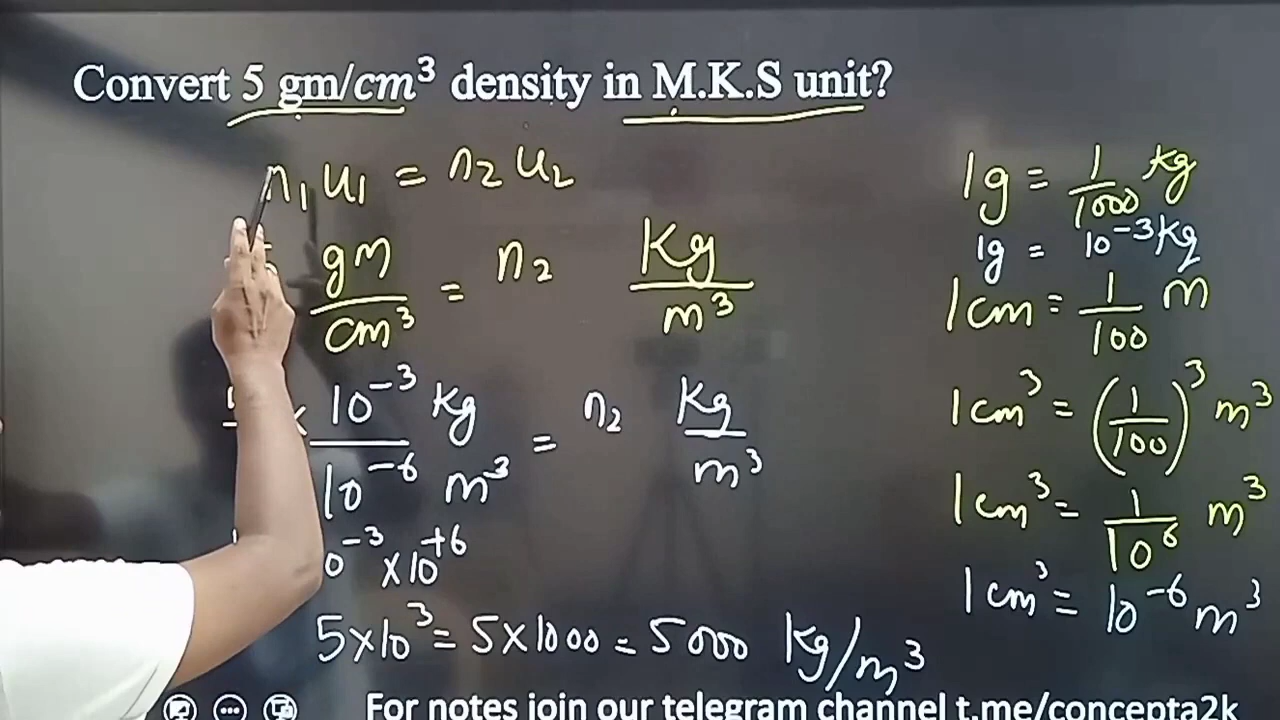 Convert 5 gm/cm³ density in M.K.S unit?
n₁u₁ = n₂u₂
gm/cm³ = n₂ Kg/m³
× 10⁻³ kg / 10⁻⁶ m³ = n₂ Kg/m³
0⁻³ × 10⁺⁶
5×10³ = 5×1000 = 5000 kg/m³
1g = 1/1000 kg
1g = 10⁻³ Kg
1cm = 1/100 m
1cm³ = (1/100)³ m³
1cm³ = 1/10⁶ m³
1cm³ = 10⁻⁶ m³
For notes join our telegram channel t.me/concepta2k